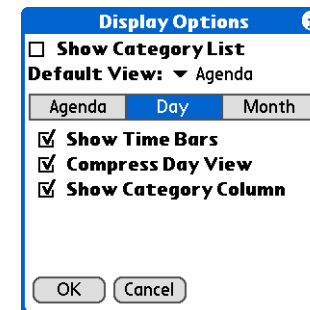 Display Options
Show Category List
Default View: Agenda
Agenda Day Month
Show Time Bars
Compress Day View
Show Category Column
OK Cancel